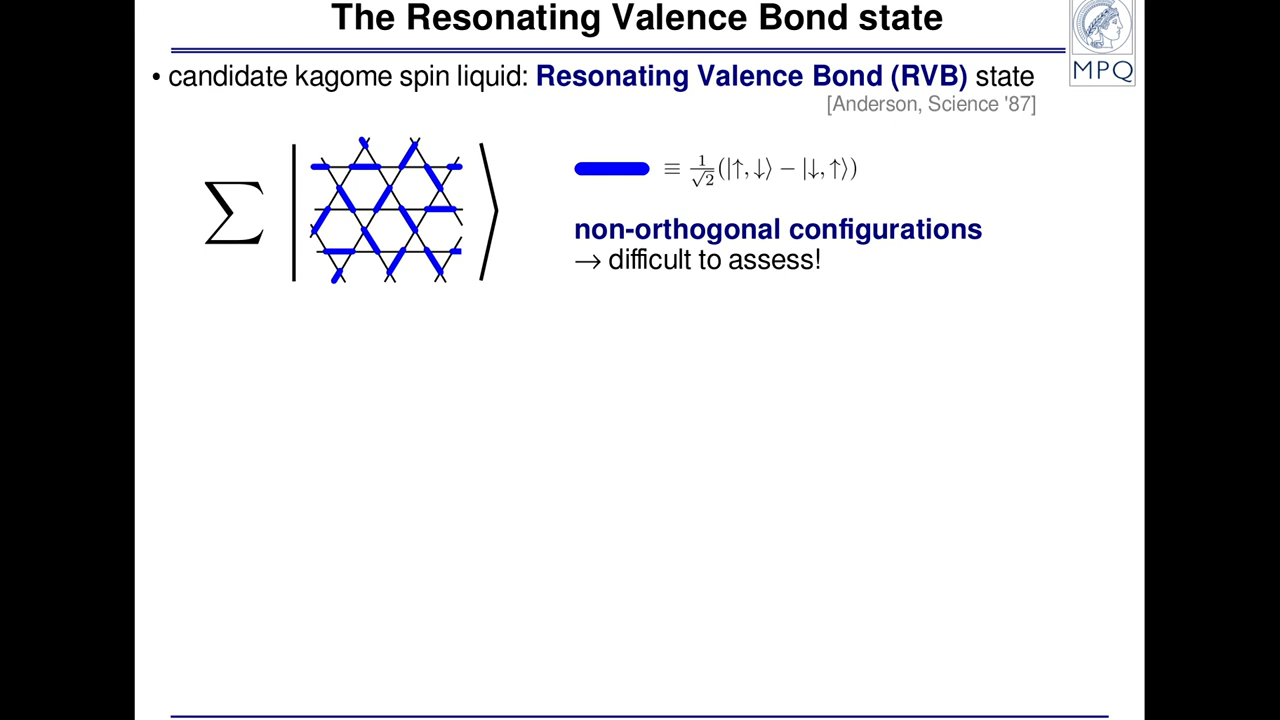 The Resonating Valence Bond state
MPQ
• candidate kagome spin liquid: Resonating Valence Bond (RVB) state
[Anderson, Science '87]
∑ | ⟩
≡ 1/√2 (|↑,↓⟩ − |↓,↑⟩)
non-orthogonal configurations
→ difficult to assess!